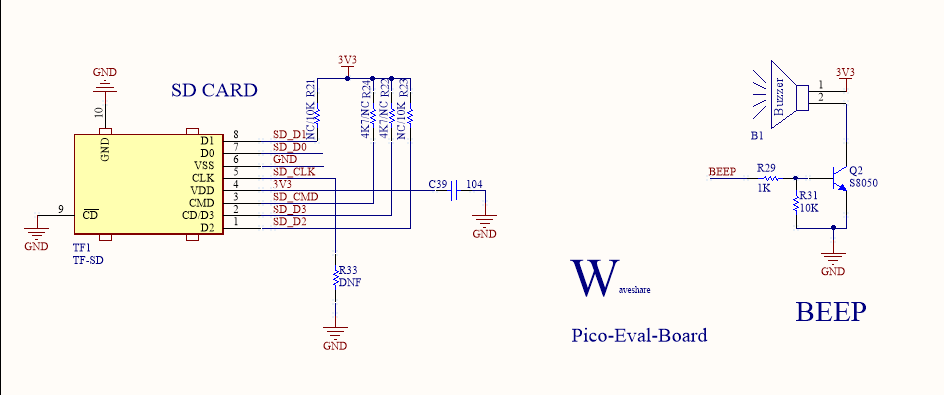 GND
SD CARD
3V3
NC/10K R21
4K7/NC R24
4K7/NC R22
NC/10K R23
10
GND
D1 8 SD_D1
D0 7 SD_D0
VSS 6 GND
CLK 5 SD_CLK
VDD 4 3V3
CMD 3 SD_CMD
CD/D3 2 SD_D3
D2 1 SD_D2
9 CD
GND
TF1
TF-SD
C39 104
GND
R33
DNF
GND
Buzzer
1
2
3V3
B1
BEEP
R29
1K
R31
10K
Q2
S8050
GND
Waveshare
Pico-Eval-Board
BEEP